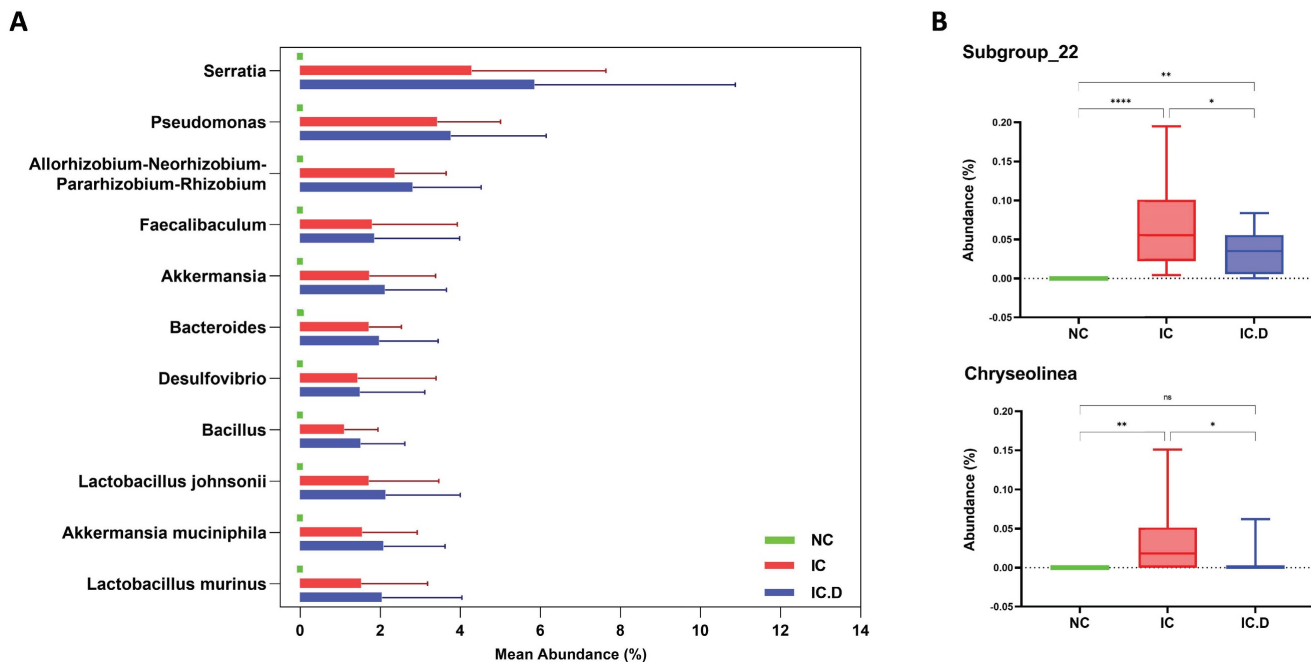 A
Serratia
Pseudomonas
Allorhizobium-Neorhizobium-
Pararhizobium-Rhizobium
Faecalibaculum
Akkermansia
Bacteroides
Desulfovibrio
Bacillus
Lactobacillus johnsonii
Akkermansia muciniphila
Lactobacillus murinus
NC
IC
IC.D
0 2 4 6 8 10 12 14
Mean Abundance (%)
B
Subgroup_22
**
**** *
0.20
0.15
0.10
0.05
0.00
-0.05
Abundance (%)
NC IC IC.D
Chryseolinea
ns
** *
0.20
0.15
0.10
0.05
0.00
-0.05
Abundance (%)
NC IC IC.D